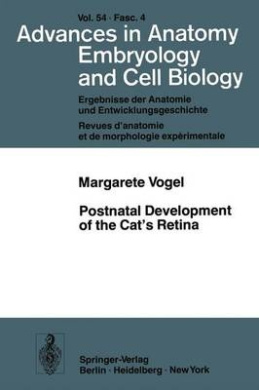 Vol. 54 · Fasc. 4
Advances in Anatomy
Embryology
and Cell Biology
Ergebnisse der Anatomie
und Entwicklungsgeschichte
Revues d'anatomie
et de morphologie expérimentale
Margarete Vogel
Postnatal Development
of the Cat's Retina
Springer-Verlag
Berlin · Heidelberg · New York